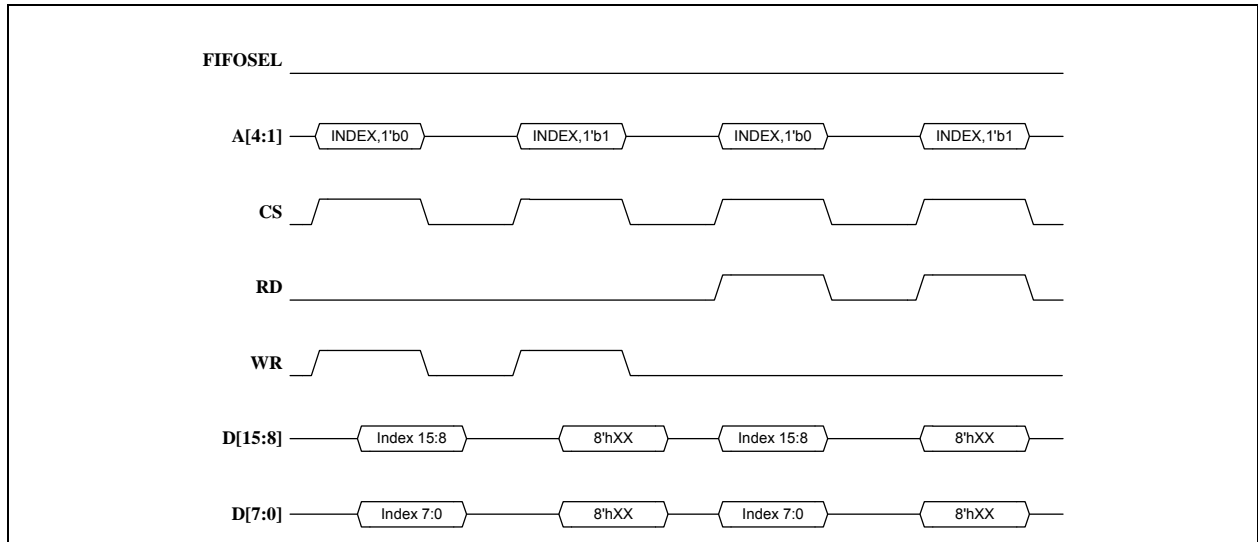 FIFOSEL
A[4:1] INDEX,1'b0 INDEX,1'b1 INDEX,1'b0 INDEX,1'b1
CS
RD
WR
D[15:8] Index 15:8 8'hXX Index 15:8 8'hXX
D[7:0] Index 7:0 8'hXX Index 7:0 8'hXX